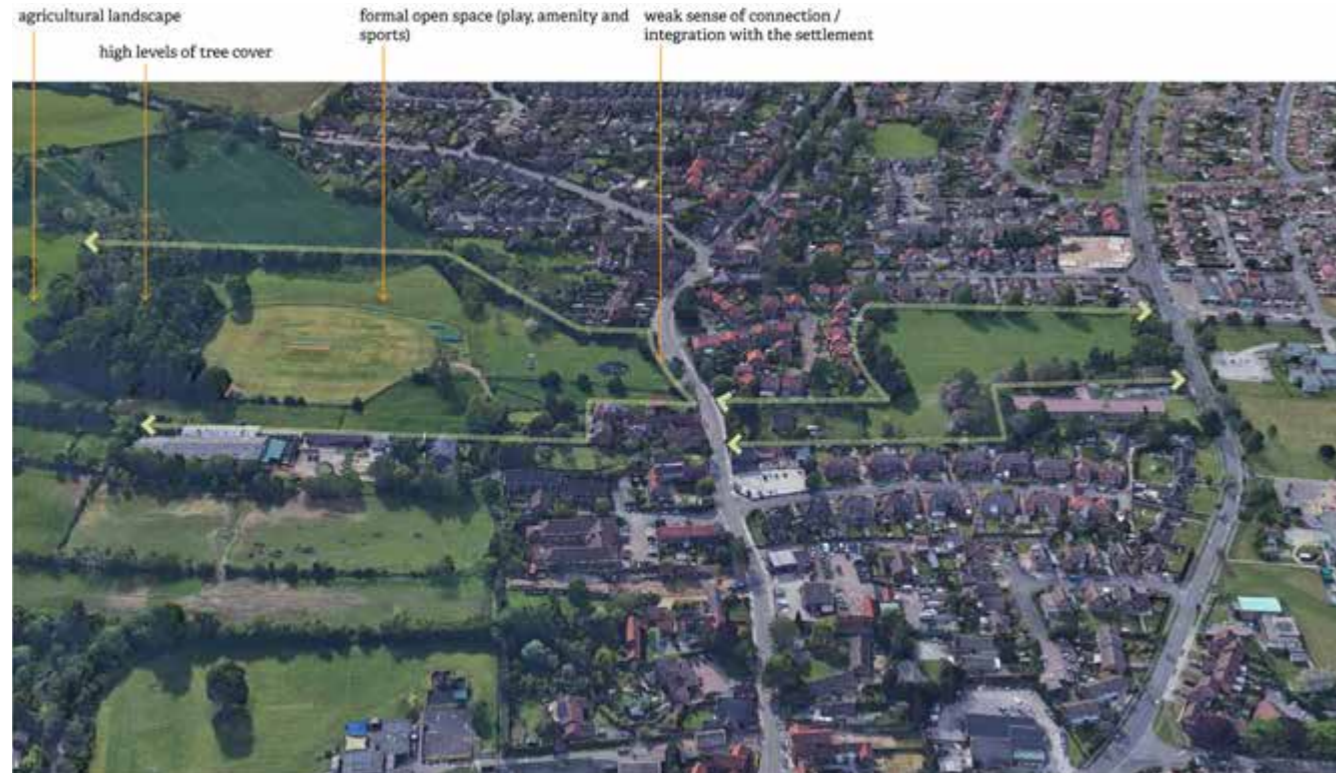 agricultural landscape
high levels of tree cover
formal open space (play, amenity and
sports)
weak sense of connection /
integration with the settlement